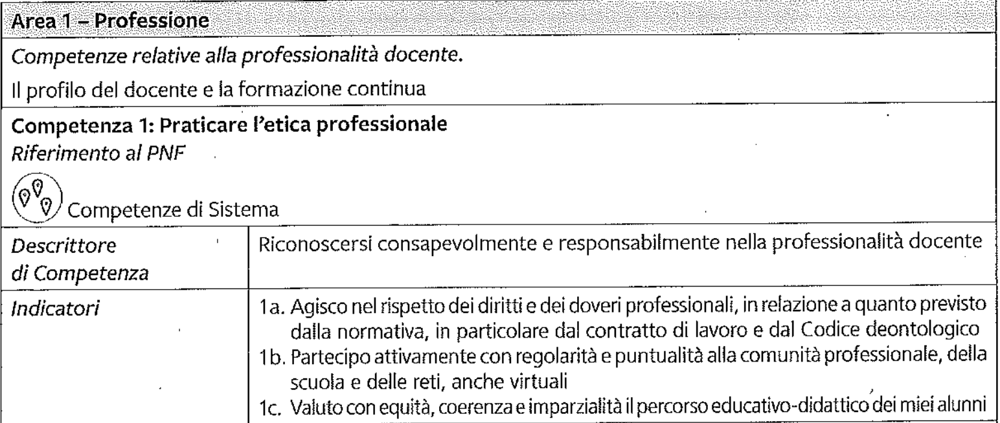 Area 1 – Professione
Competenze relative alla professionalità docente.
Il profilo del docente e la formazione continua
Competenza 1: Praticare l'etica professionale
Riferimento al PNF
Competenze di Sistema
Descrittore
di Competenza
Riconoscersi consapevolmente e responsabilmente nella professionalità docente
Indicatori
1a. Agisco nel rispetto dei diritti e dei doveri professionali, in relazione a quanto previsto
dalla normativa, in particolare dal contratto di lavoro e dal Codice deontologico
1b. Partecipo attivamente con regolarità e puntualità alla comunità professionale, della
scuola e delle reti, anche virtuali
1c. Valuto con equità, coerenza e imparzialità il percorso educativo-didattico dei miei alunni